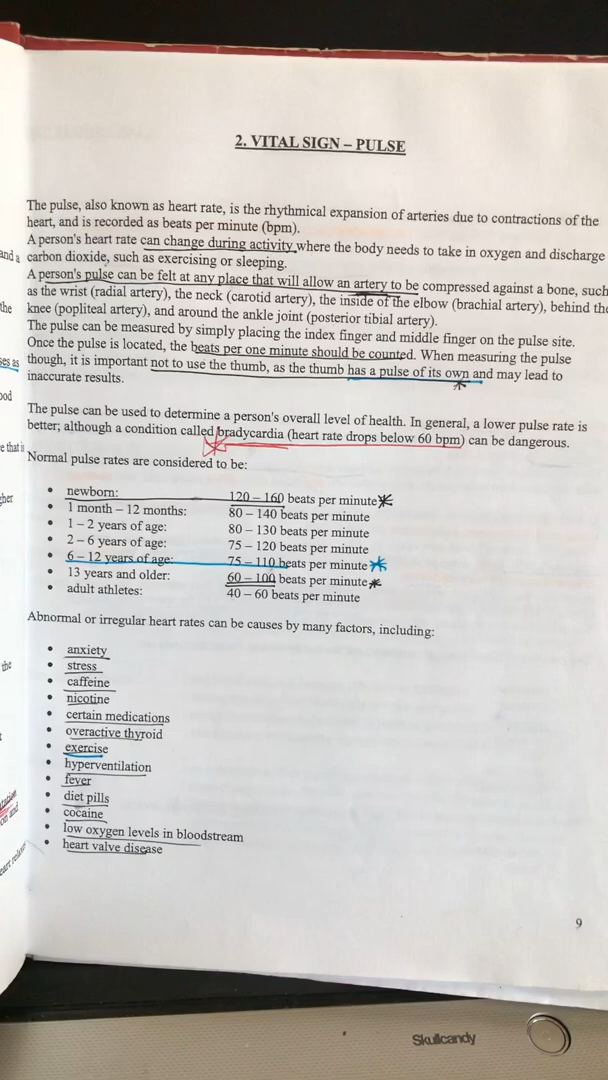 2. VITAL SIGN – PULSE
The pulse, also known as heart rate, is the rhythmical expansion of arteries due to contractions of the
heart, and is recorded as beats per minute (bpm).
A person's heart rate can change during activity where the body needs to take in oxygen and discharge
carbon dioxide, such as exercising or sleeping.
A person's pulse can be felt at any place that will allow an artery to be compressed against a bone, such
as the wrist (radial artery), the neck (carotid artery), the inside of the elbow (brachial artery), behind the
knee (popliteal artery), and around the ankle joint (posterior tibial artery).
The pulse can be measured by simply placing the index finger and middle finger on the pulse site.
Once the pulse is located, the beats per one minute should be counted. When measuring the pulse
though, it is important not to use the thumb, as the thumb has a pulse of its own and may lead to
inaccurate results.
The pulse can be used to determine a person's overall level of health. In general, a lower pulse rate is
better; although a condition called bradycardia (heart rate drops below 60 bpm) can be dangerous.
Normal pulse rates are considered to be:
• newborn: 120 – 160 beats per minute
• 1 month – 12 months: 80 – 140 beats per minute
• 1 – 2 years of age: 80 – 130 beats per minute
• 2 – 6 years of age: 75 – 120 beats per minute
• 6 – 12 years of age: 75 – 110 beats per minute
• 13 years and older: 60 – 100 beats per minute
• adult athletes: 40 – 60 beats per minute
Abnormal or irregular heart rates can be causes by many factors, including:
• anxiety
• stress
• caffeine
• nicotine
• certain medications
• overactive thyroid
• exercise
• hyperventilation
• fever
• diet pills
• cocaine
• low oxygen levels in bloodstream
• heart valve disease
9
Skullcandy